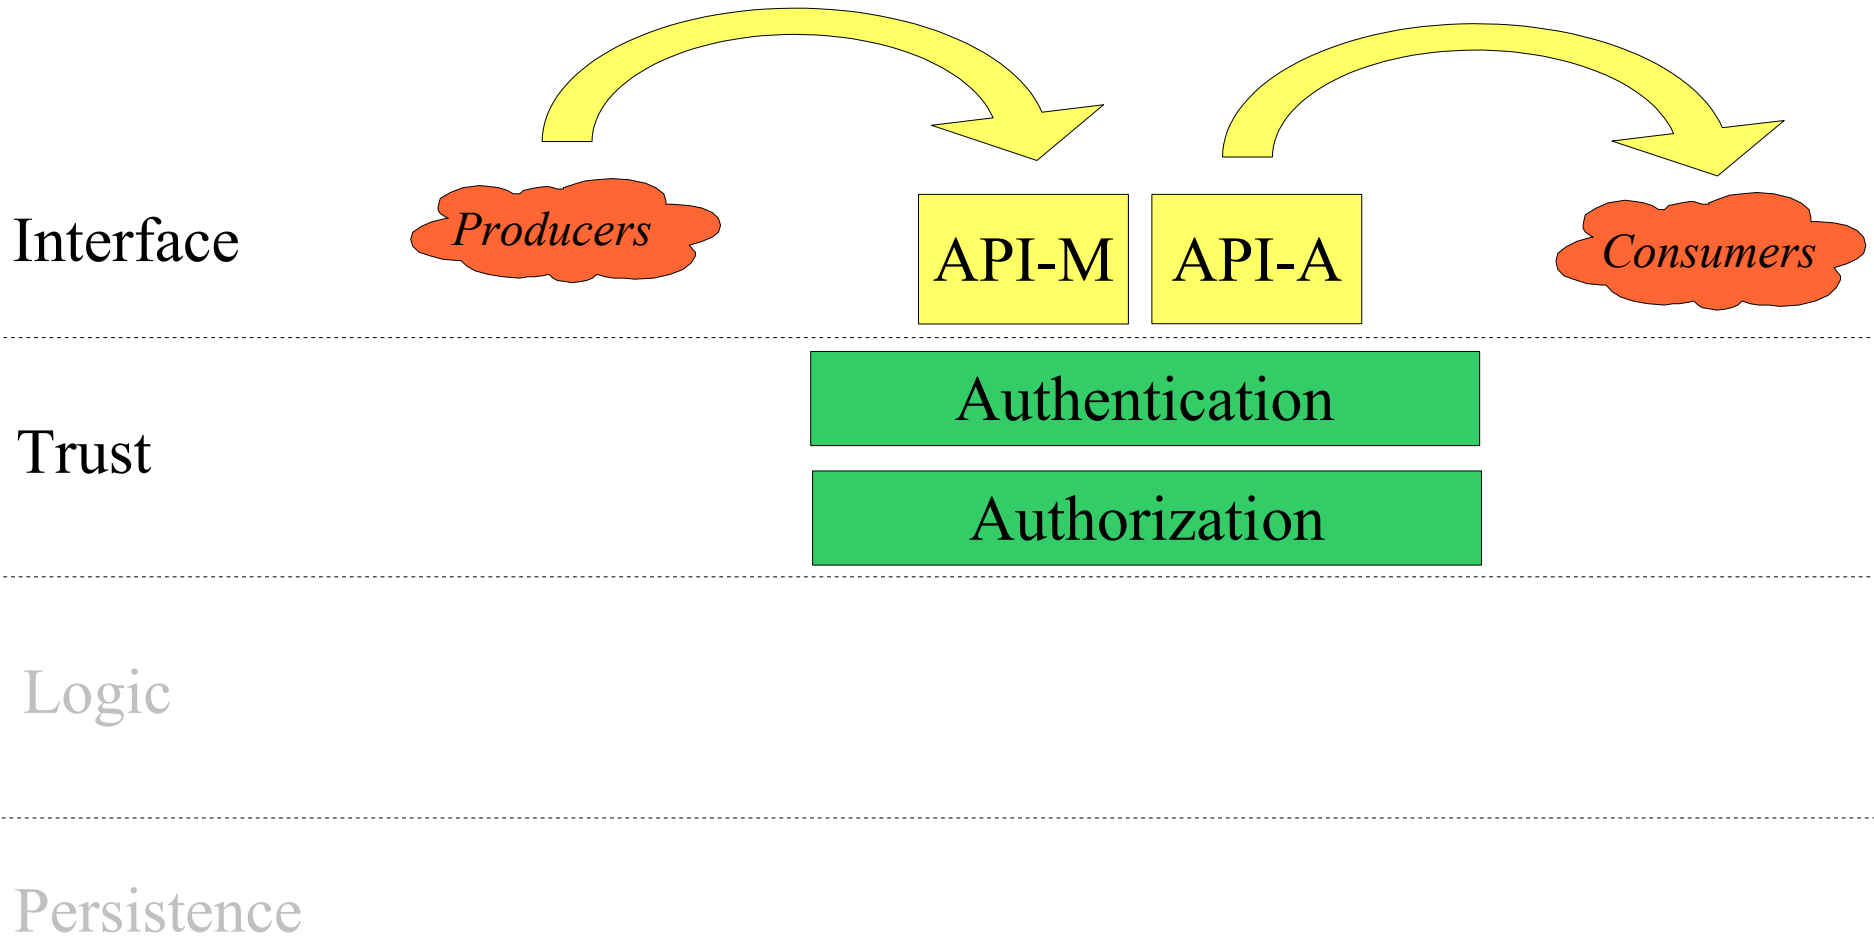 Interface
Producers
API-M
API-A
Consumers
Trust
Authentication
Authorization
Logic
Persistence